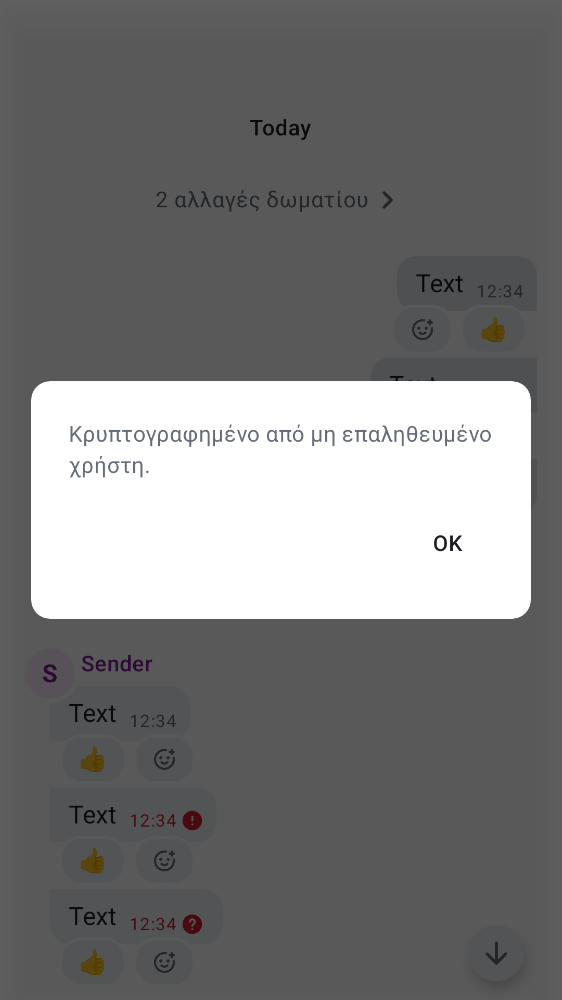 Today
2 αλλαγές δωματίου
Text 12:34
Text
Κρυπτογραφημένο από μη επαληθευμένο
χρήστη.
OK
S Sender
Text 12:34
Text 12:34
Text 12:34